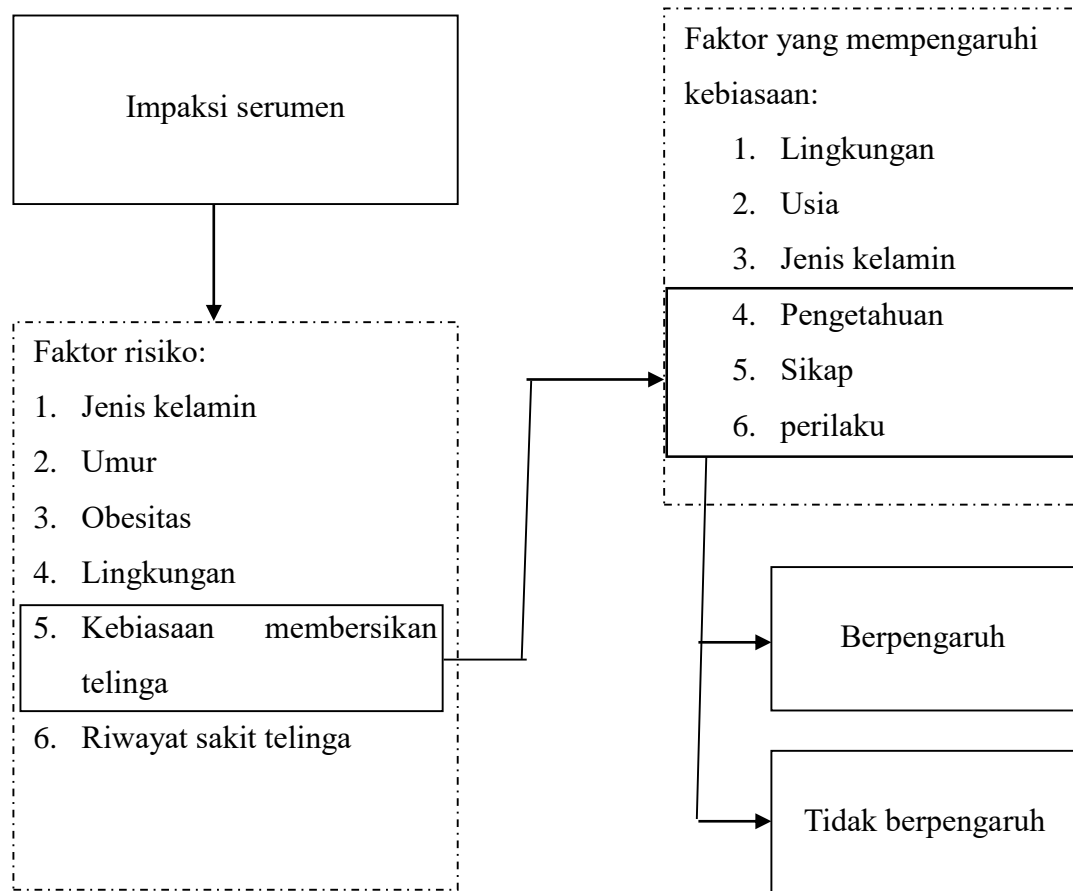 Impaksi serumen
Faktor risiko:
1. Jenis kelamin
2. Umur
3. Obesitas
4. Lingkungan
5. Kebiasaan membersikan
telinga
6. Riwayat sakit telinga
Faktor yang mempengaruhi
kebiasaan:
1. Lingkungan
2. Usia
3. Jenis kelamin
4. Pengetahuan
5. Sikap
6. perilaku
Berpengaruh
Tidak berpengaruh